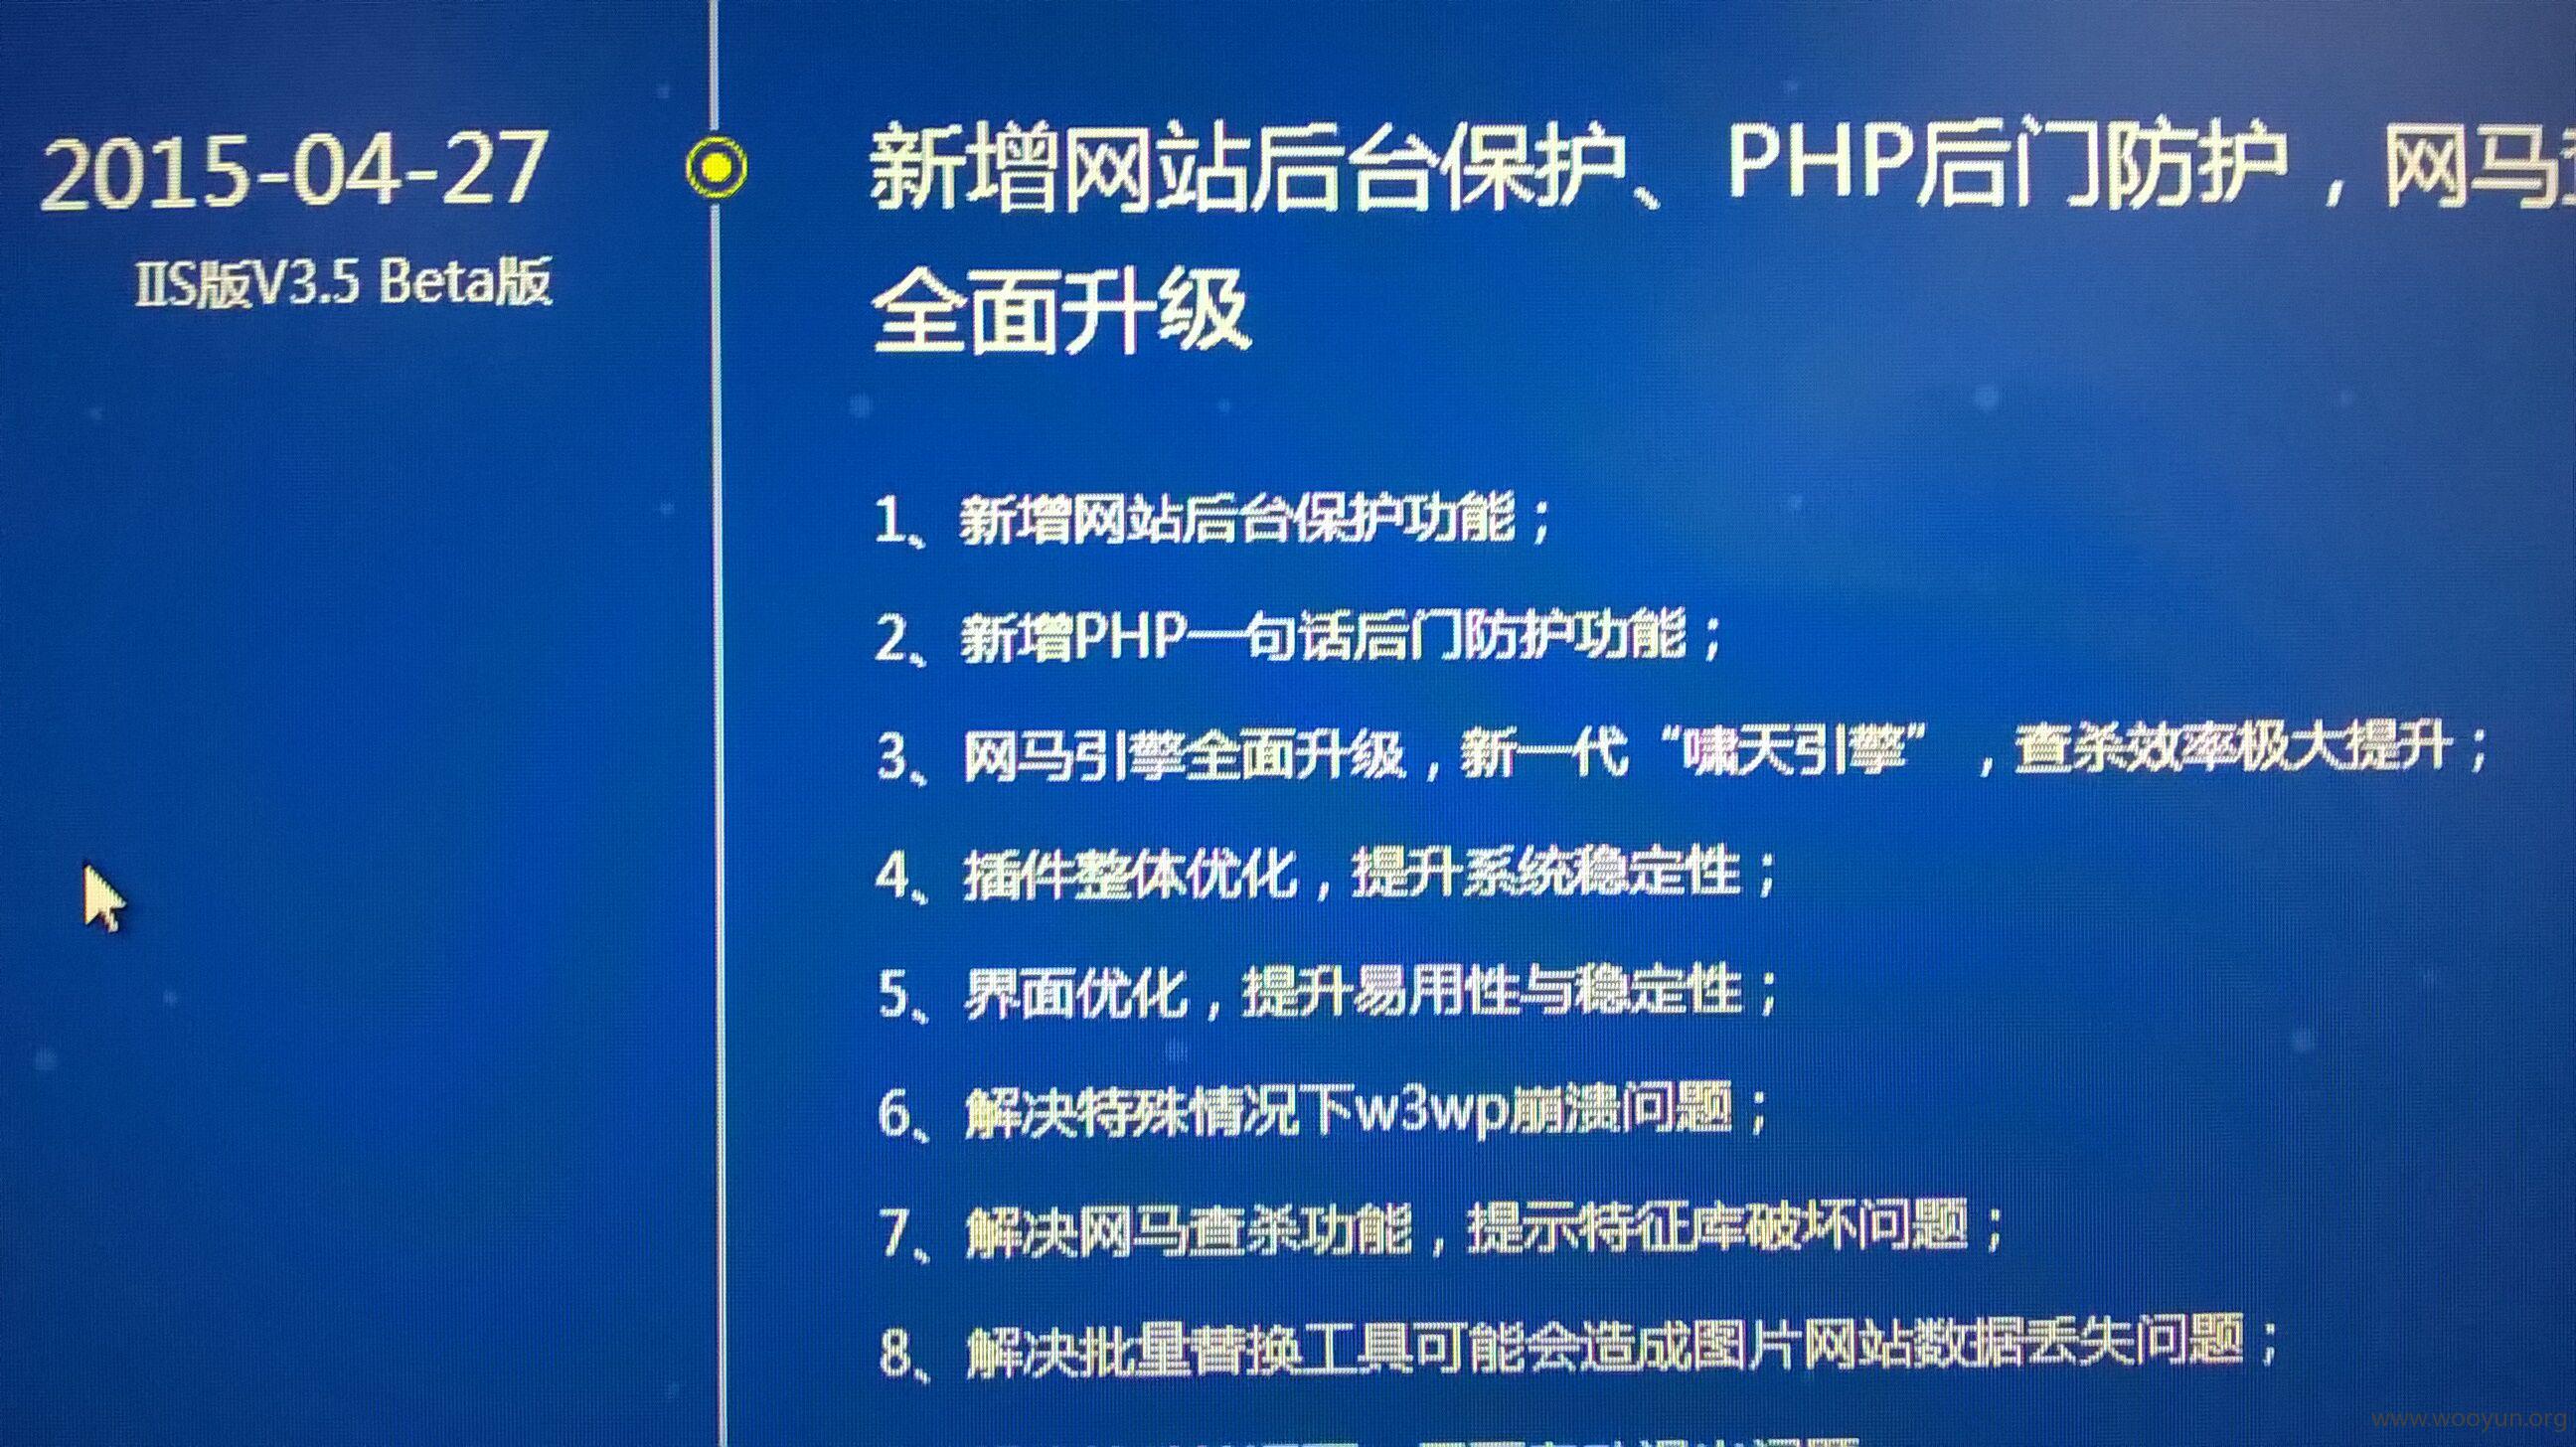 2015-04-27
IIS版V3.5 Beta版
新增网站后台保护、PHP后门防护，网马
全面升级
1、新增网站后台保护功能；
2、新增PHP一句话后门防护功能；
3、网马引擎全面升级，新一代“啸天引擎”，查杀效率极大提升；
4、插件整体优化，提升系统稳定性；
5、界面优化，提升易用性与稳定性；
6、解决特殊情况下w3wp崩溃问题；
7、解决网马查杀功能，提示特征库破坏问题；
8、解决批量替换工具可能会造成图片网站数据丢失问题；
www.wooyun.org